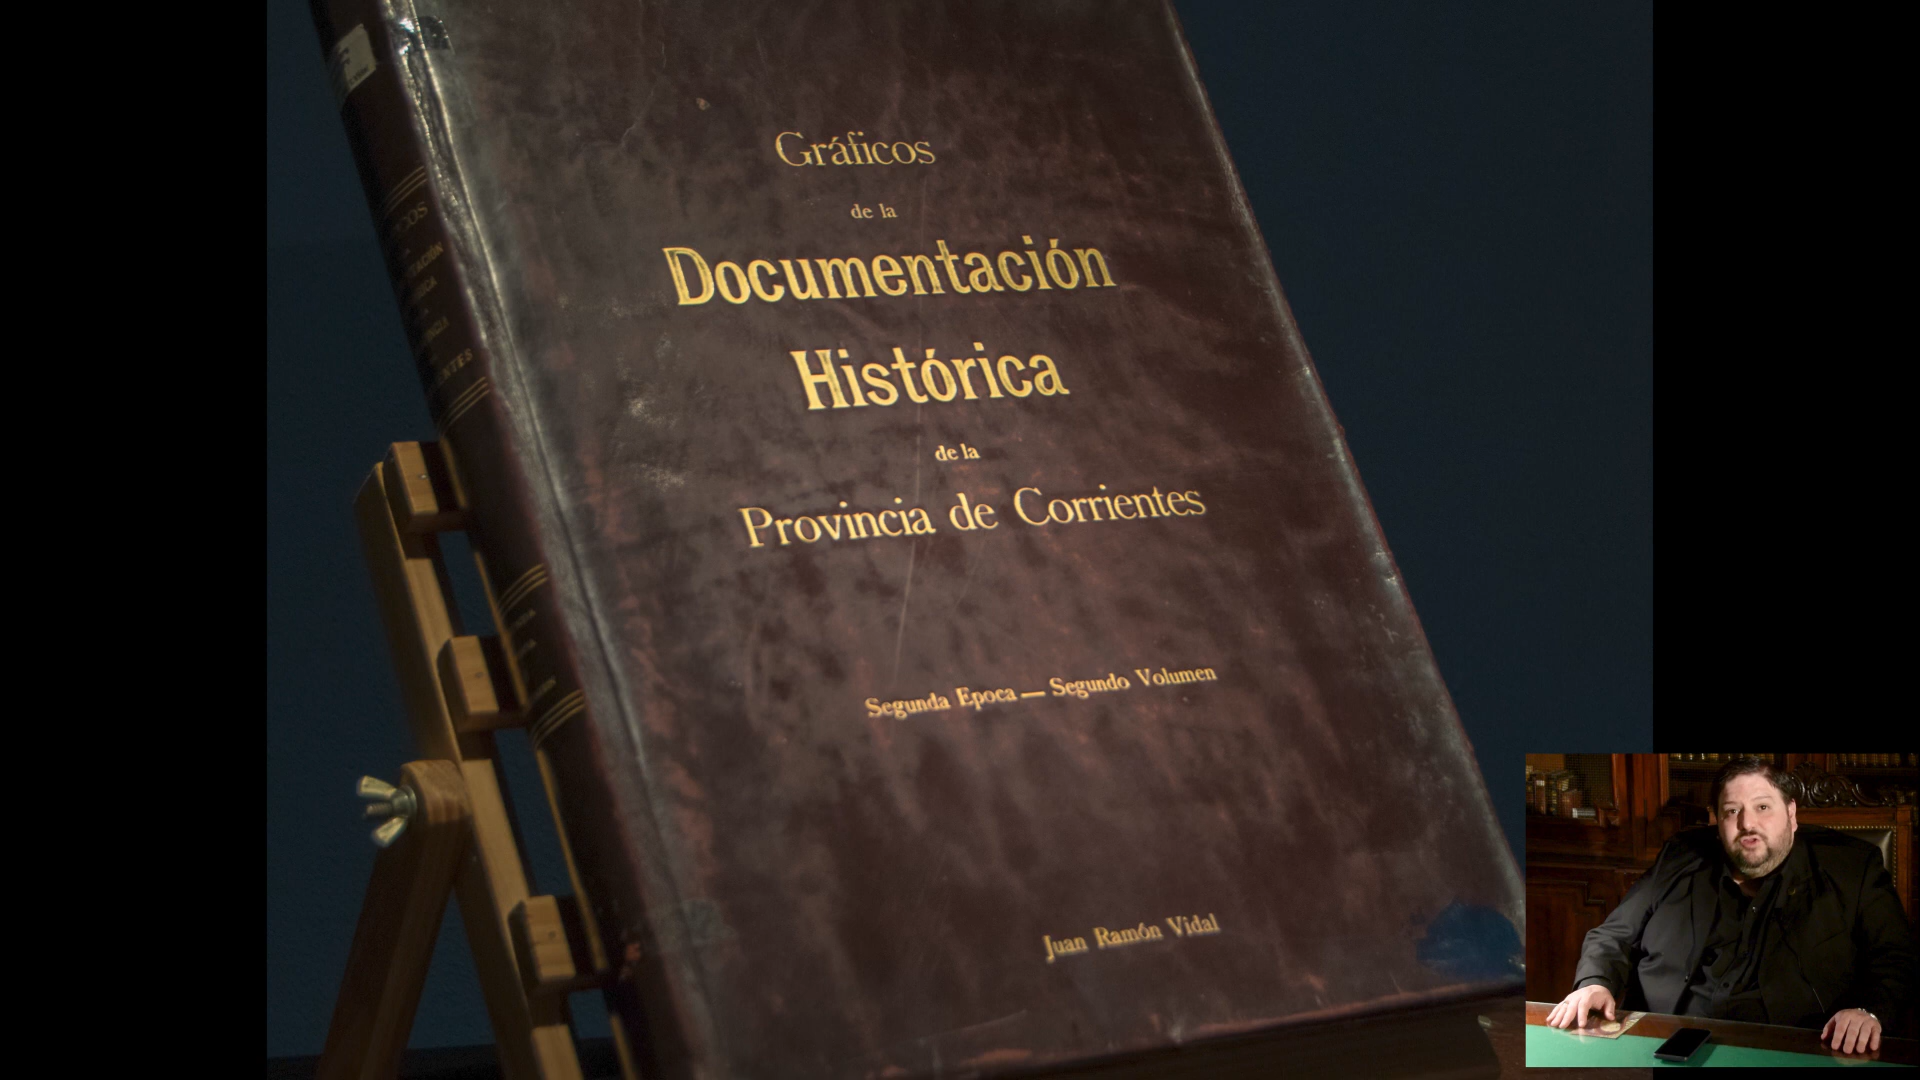 Gráficos
de la
Documentación
Histórica
de la
Provincia de Corrientes
Segunda Epoca — Segundo Volumen
Juan Ramón Vidal